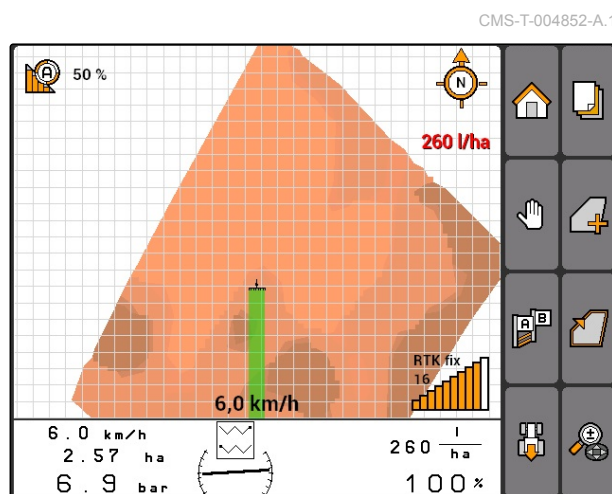 CMS-T-004852-A.1
A 50 %
N
260 l/ha
A B
RTK fix
16
6,0 km/h
6.0 km/h
2.57 ha
6.9 bar
260 l/ha
100%